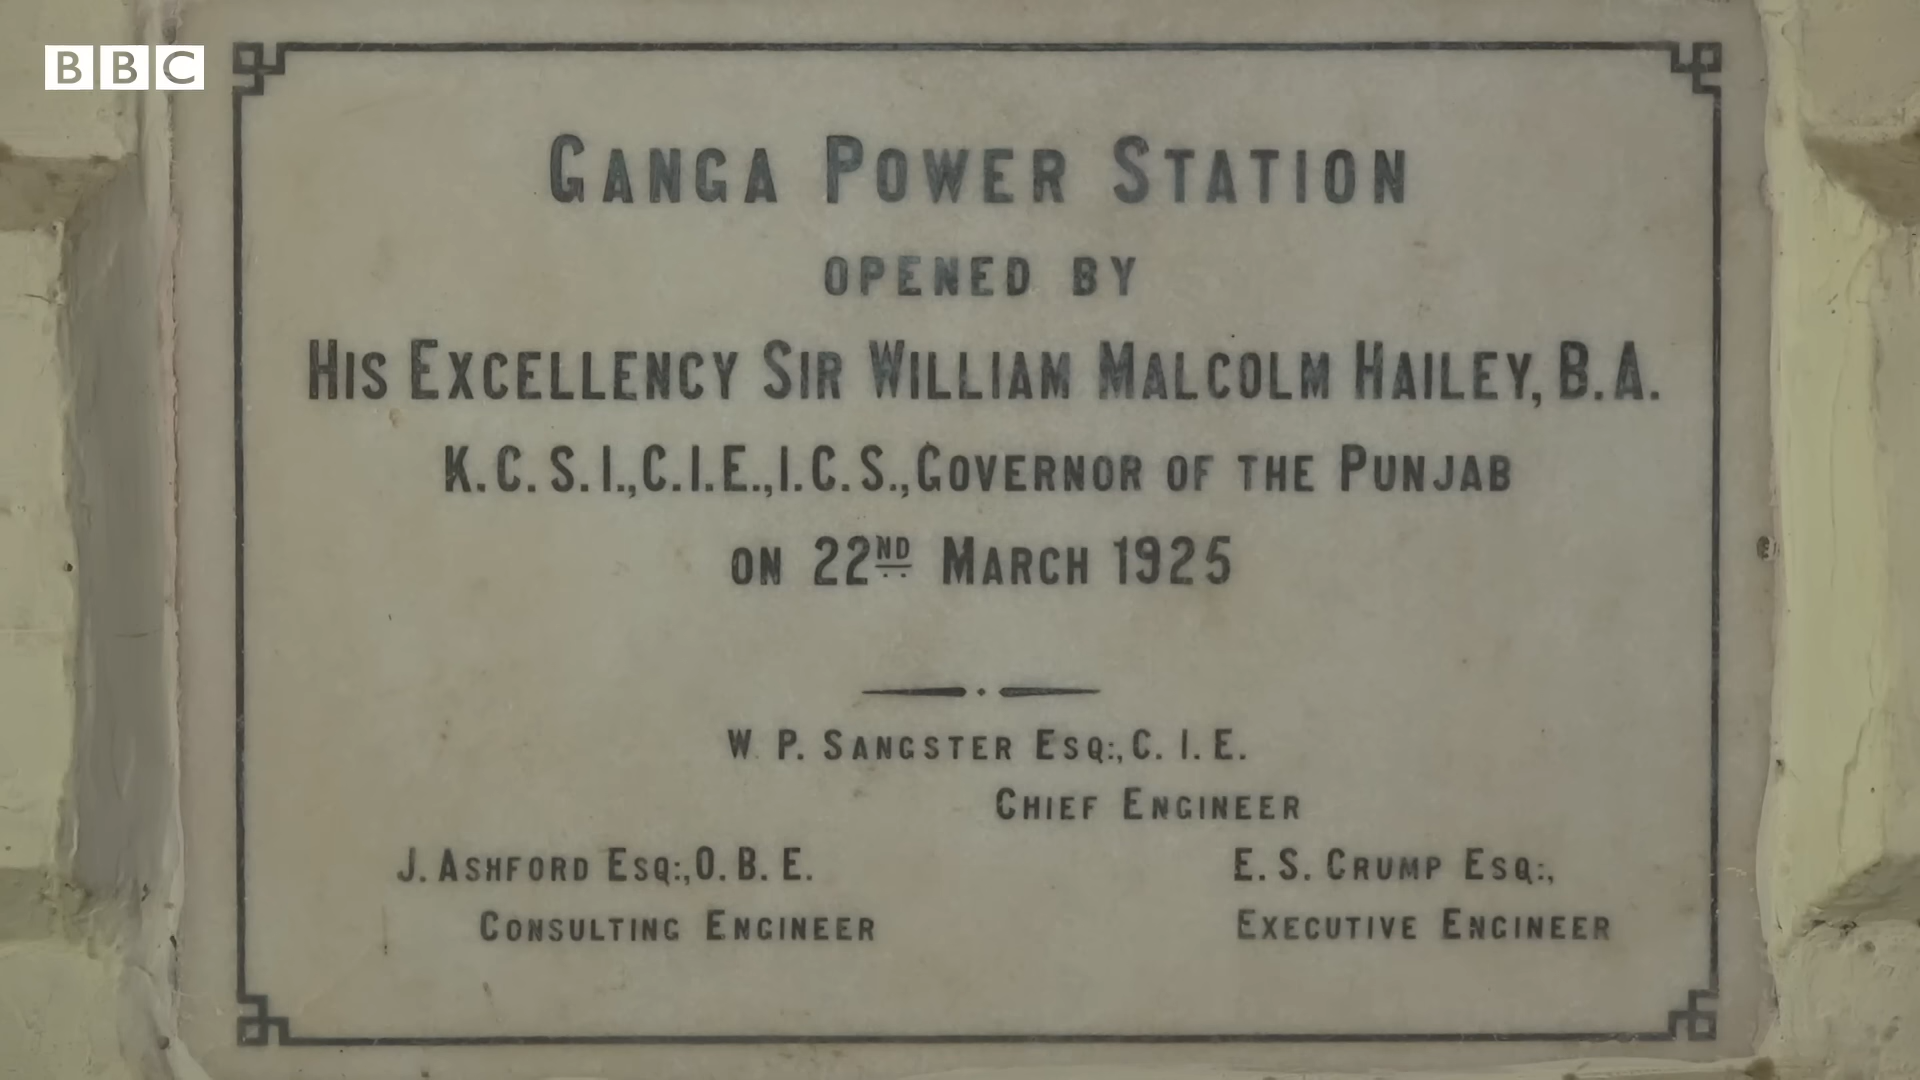 BBC
GANGA POWER STATION
OPENED BY
HIS EXCELLENCY SIR WILLIAM MALCOLM HAILEY, B.A.
K.C.S.I., C.I.E., I.C.S., GOVERNOR OF THE PUNJAB
ON 22ND MARCH 1925
W. P. SANGSTER ESQ:, C. I. E.
CHIEF ENGINEER
J. ASHFORD ESQ:, O. B. E.
CONSULTING ENGINEER
E. S. CRUMP ESQ:,
EXECUTIVE ENGINEER